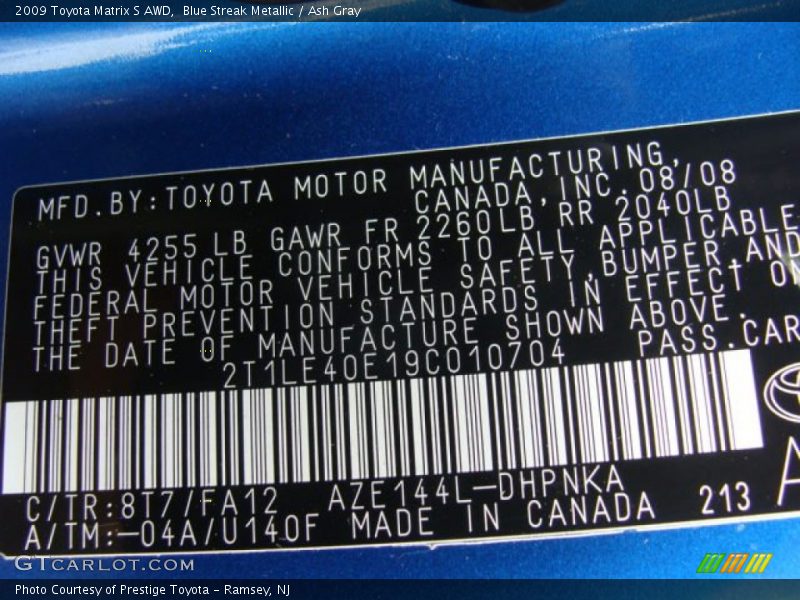 2009 Toyota Matrix S AWD,  Blue Streak Metallic / Ash Gray
MFD.BY:TOYOTA MOTOR MANUFACTURING,
CANADA,INC.08/08
GVWR 4255 LB GAWR FR 2260LB,RR 2040LB
THIS VEHICLE CONFORMS TO ALL APPLICABLE
FEDERAL MOTOR VEHICLE SAFETY,BUMPER,AND
THEFT PREVENTION STANDARDS IN EFFECT ON
THE DATE OF MANUFACTURE SHOWN ABOVE.
2T1LE40E19C010704 PASS.CAR
C/TR:8T7/FA12 AZE144L-DHPNKA
A/TM:-04A/U140F MADE IN CANADA 213
A
GTCARLOT.COM
Photo Courtesy of Prestige Toyota - Ramsey, NJ